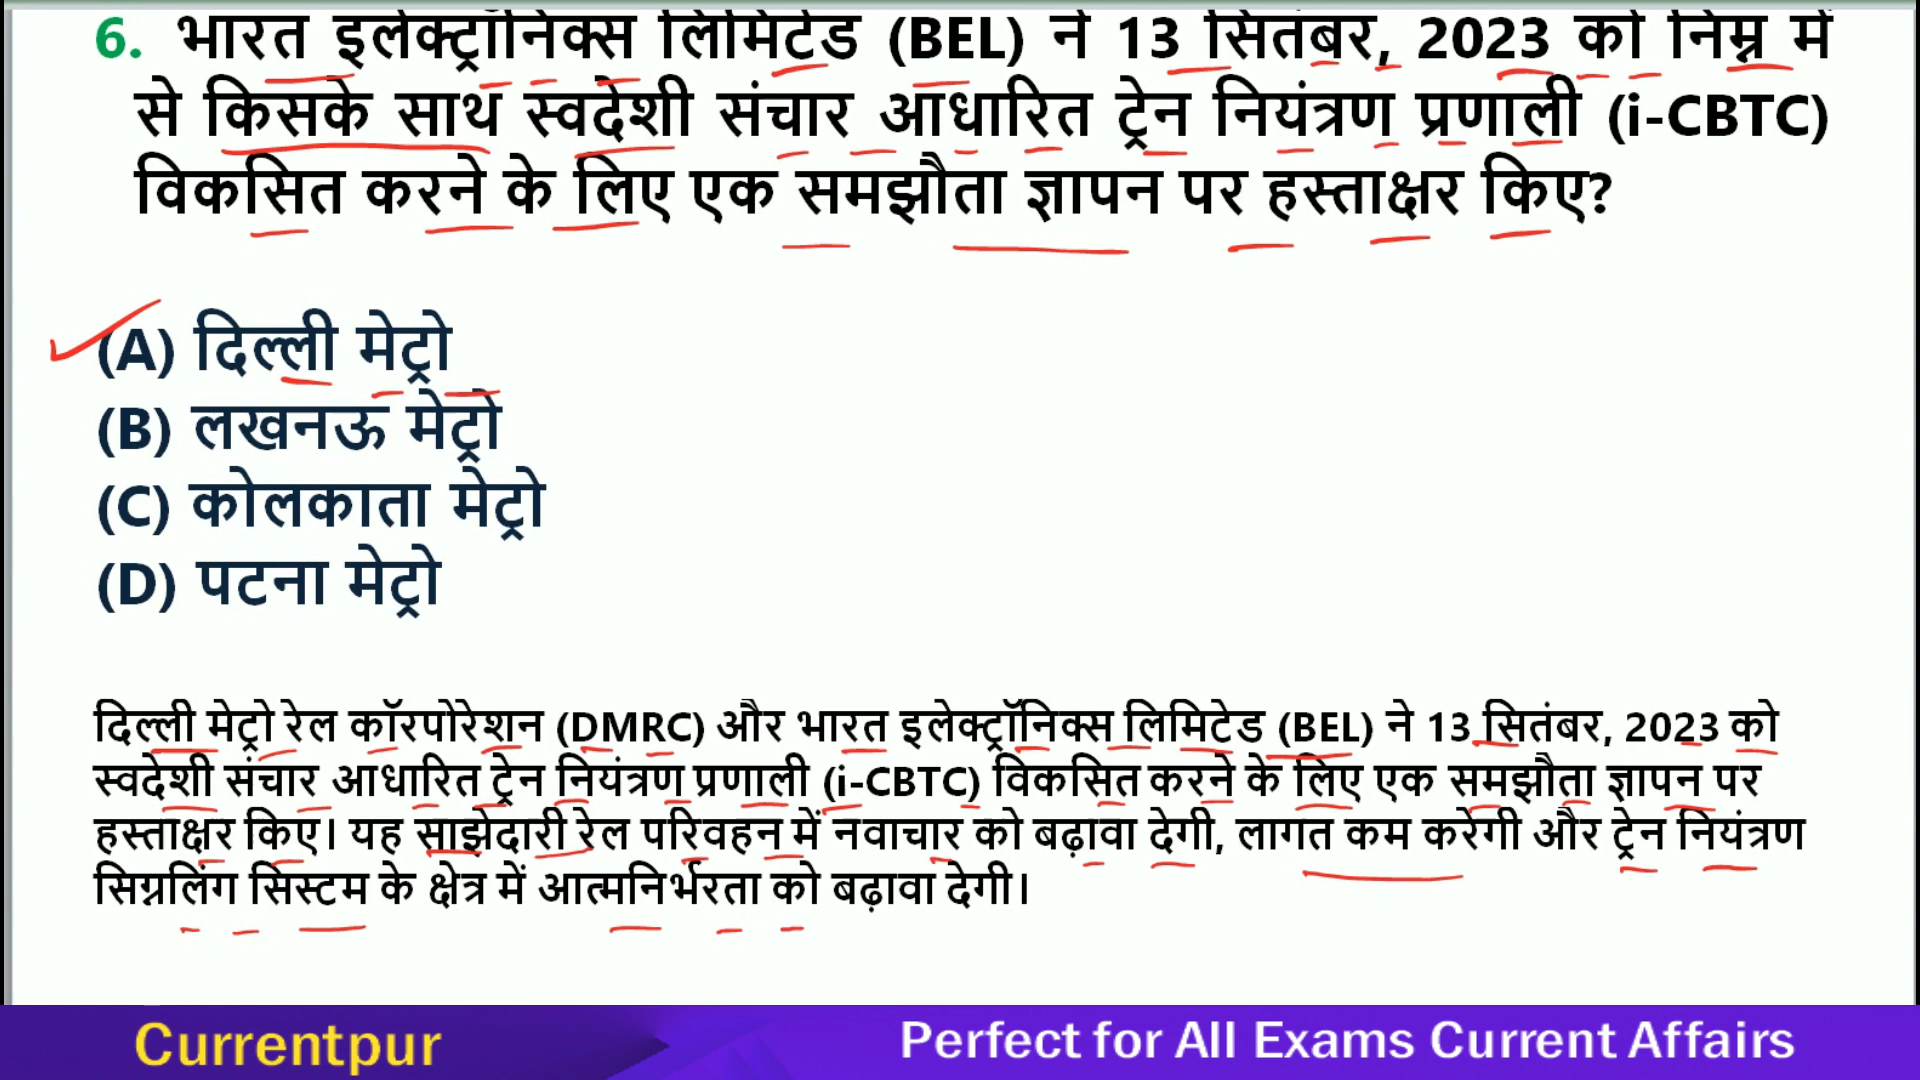 6. भारत इलेक्ट्रॉनिक्स लिमिटेड (BEL) ने 13 सितंबर, 2023 को निम्न में
से किसके साथ स्वदेशी संचार आधारित ट्रेन नियंत्रण प्रणाली (i-CBTC)
विकसित करने के लिए एक समझौता ज्ञापन पर हस्ताक्षर किए?
(A) दिल्ली मेट्रो
(B) लखनऊ मेट्रो
(C) कोलकाता मेट्रो
(D) पटना मेट्रो
दिल्ली मेट्रो रेल कॉरपोरेशन (DMRC) और भारत इलेक्ट्रॉनिक्स लिमिटेड (BEL) ने 13 सितंबर, 2023 को
स्वदेशी संचार आधारित ट्रेन नियंत्रण प्रणाली (i-CBTC) विकसित करने के लिए एक समझौता ज्ञापन पर
हस्ताक्षर किए। यह साझेदारी रेल परिवहन में नवाचार को बढ़ावा देगी, लागत कम करेगी और ट्रेन नियंत्रण
सिग्नलिंग सिस्टम के क्षेत्र में आत्मनिर्भरता को बढ़ावा देगी।
Currentpur
Perfect for All Exams Current Affairs